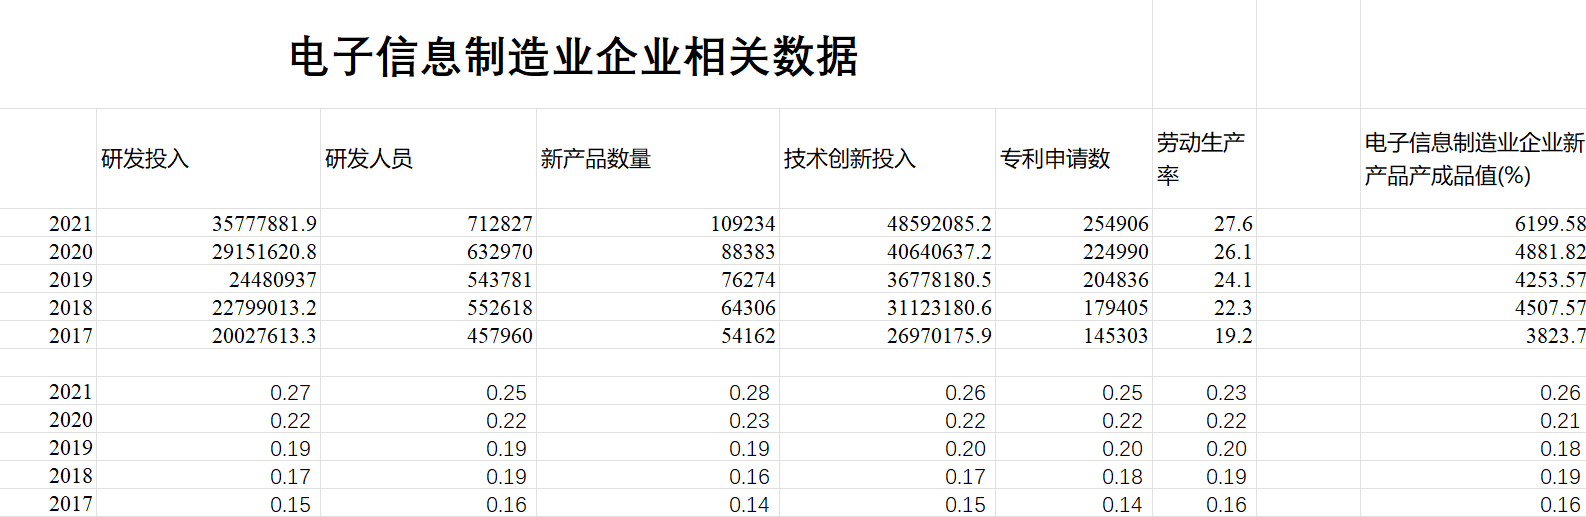 电子信息制造业企业相关数据
研发投入 研发人员 新产品数量 技术创新投入 专利申请数 劳动生产率 电子信息制造业企业新产品产成品值(%)
2021 35777881.9 712827 109234 48592085.2 254906 27.6 6199.58
2020 29151620.8 632970 88383 40640637.2 224990 26.1 4881.82
2019 24480937 543781 76274 36778180.5 204836 24.1 4253.57
2018 22799013.2 552618 64306 31123180.6 179405 22.3 4507.57
2017 20027613.3 457960 54162 26970175.9 145303 19.2 3823.7
2021 0.27 0.25 0.28 0.26 0.25 0.23 0.26
2020 0.22 0.22 0.23 0.22 0.22 0.22 0.21
2019 0.19 0.19 0.19 0.20 0.20 0.20 0.18
2018 0.17 0.19 0.16 0.17 0.18 0.19 0.19
2017 0.15 0.16 0.14 0.15 0.14 0.16 0.16